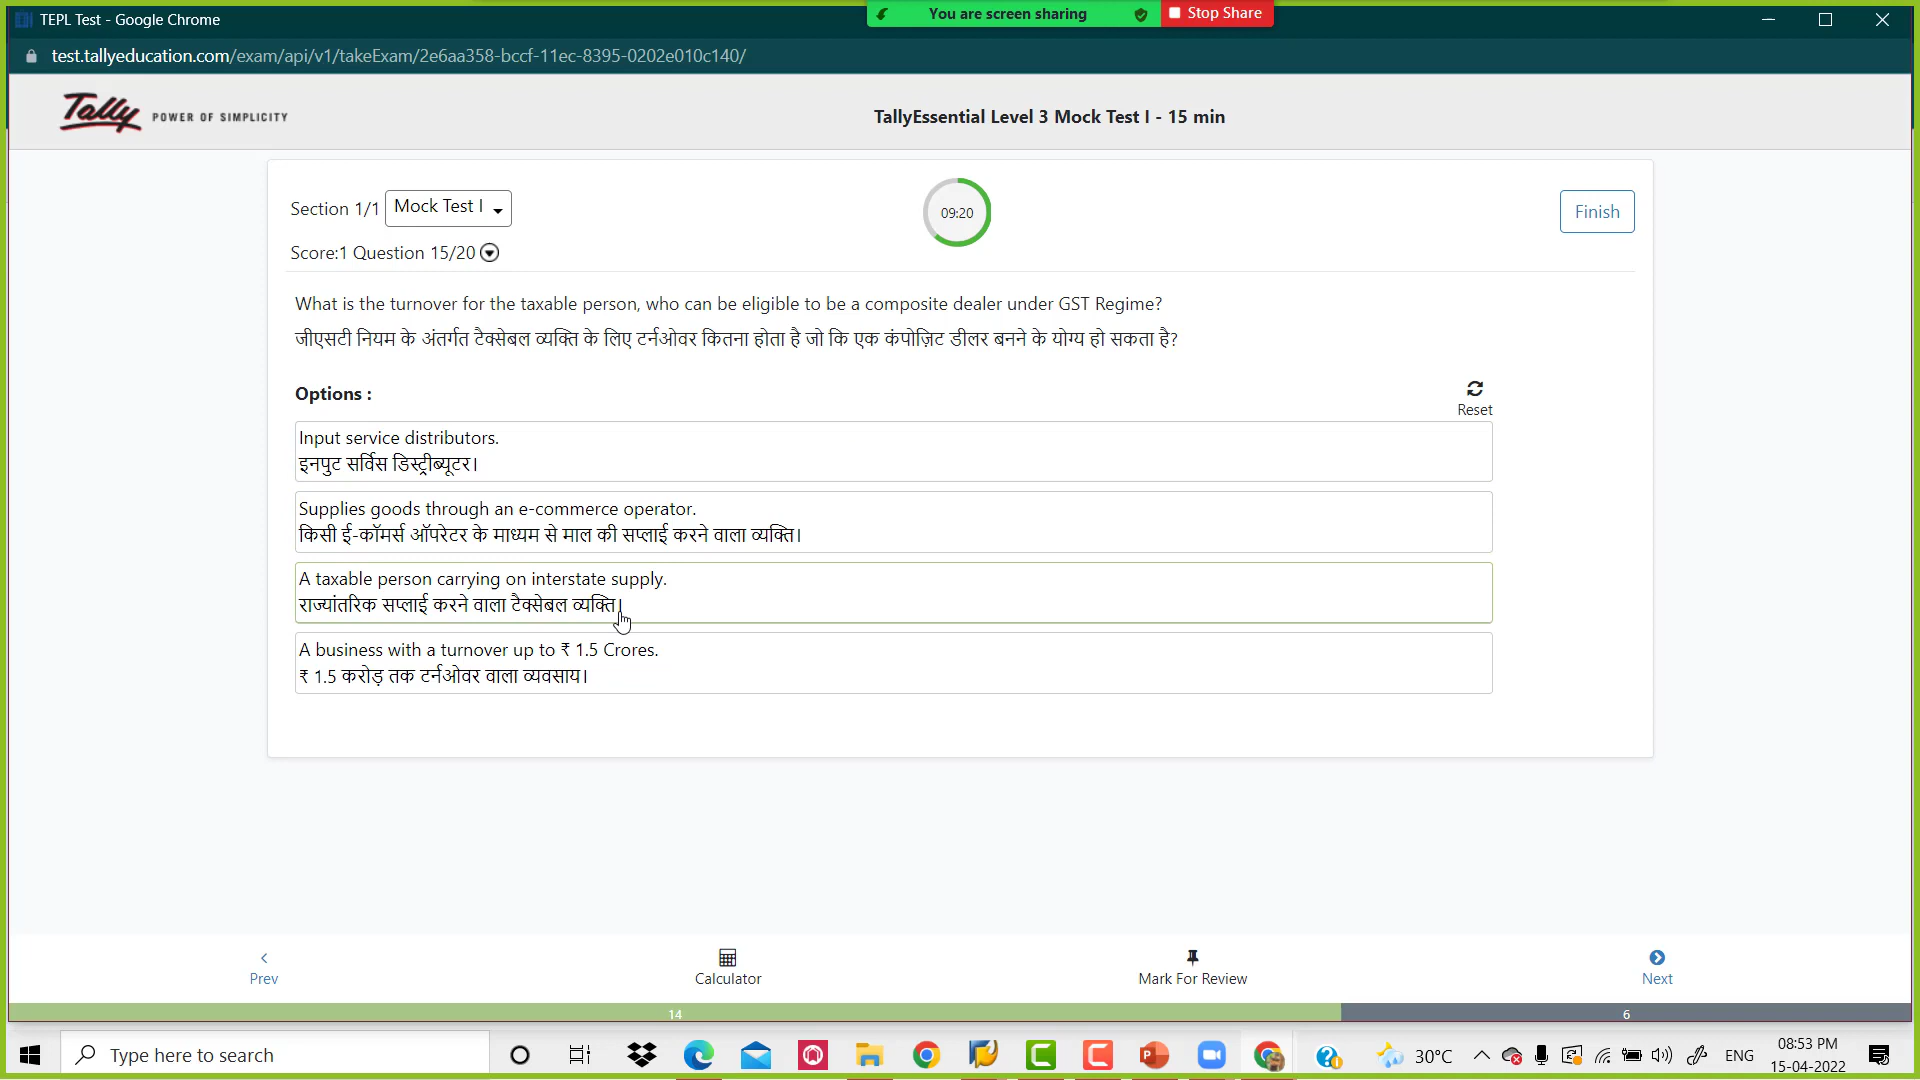 TEPL Test - Google Chrome
You are screen sharing
Stop Share
test.tallyeducation.com/exam/api/v1/takeExam/2e6aa358-bccf-11ec-8395-0202e010c140/
Tally POWER OF SIMPLICITY
TallyEssential Level 3 Mock Test I - 15 min
Section 1/1 Mock Test I
09:20
Finish
Score:1 Question 15/20
What is the turnover for the taxable person, who can be eligible to be a composite dealer under GST Regime?
जीएसटी नियम के अंतर्गत टैक्सेबल व्यक्ति के लिए टर्नओवर कितना होता है जो कि एक कंपोज़िट डीलर बनने के योग्य हो सकता है?
Options :
Reset
Input service distributors.
इनपुट सर्विस डिस्ट्रीब्यूटर।
Supplies goods through an e-commerce operator.
किसी ई-कॉमर्स ऑपरेटर के माध्यम से माल की सप्लाई करने वाला व्यक्ति।
A taxable person carrying on interstate supply.
राज्यांतरिक सप्लाई करने वाला टैक्सेबल व्यक्ति।
A business with a turnover up to ₹ 1.5 Crores.
₹ 1.5 करोड़ तक टर्नओवर वाला व्यवसाय।
Prev
Calculator
Mark For Review
Next
14
6
Type here to search
30°C
ENG
08:53 PM
15-04-2022